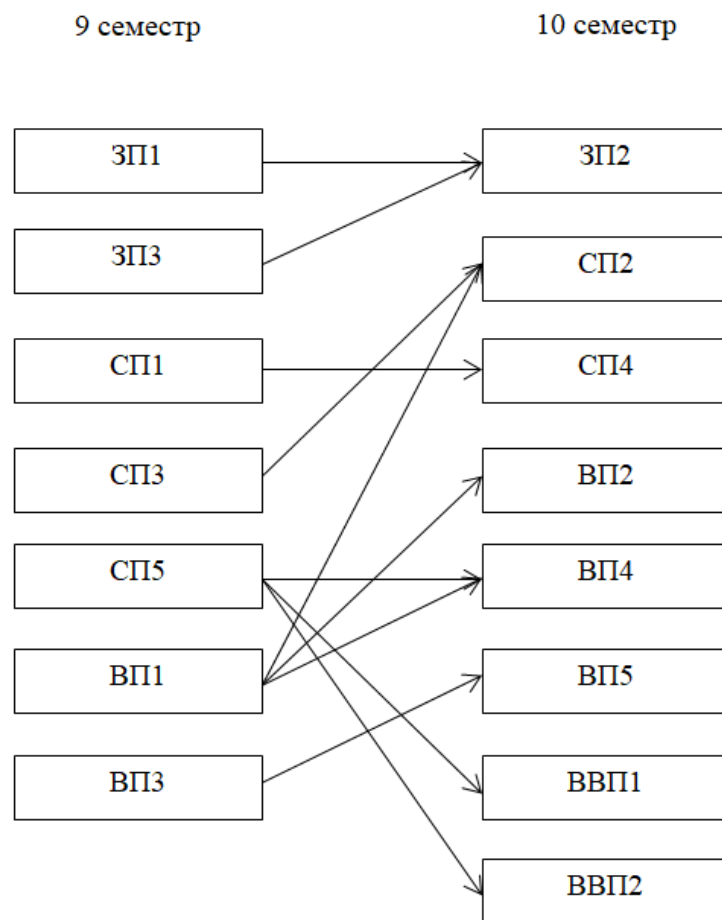 9 семестр
10 семестр
ЗП1
ЗП2
ЗП3
СП2
СП1
СП4
СП3
ВП2
СП5
ВП4
ВП1
ВП5
ВП3
ВВП1
ВВП2